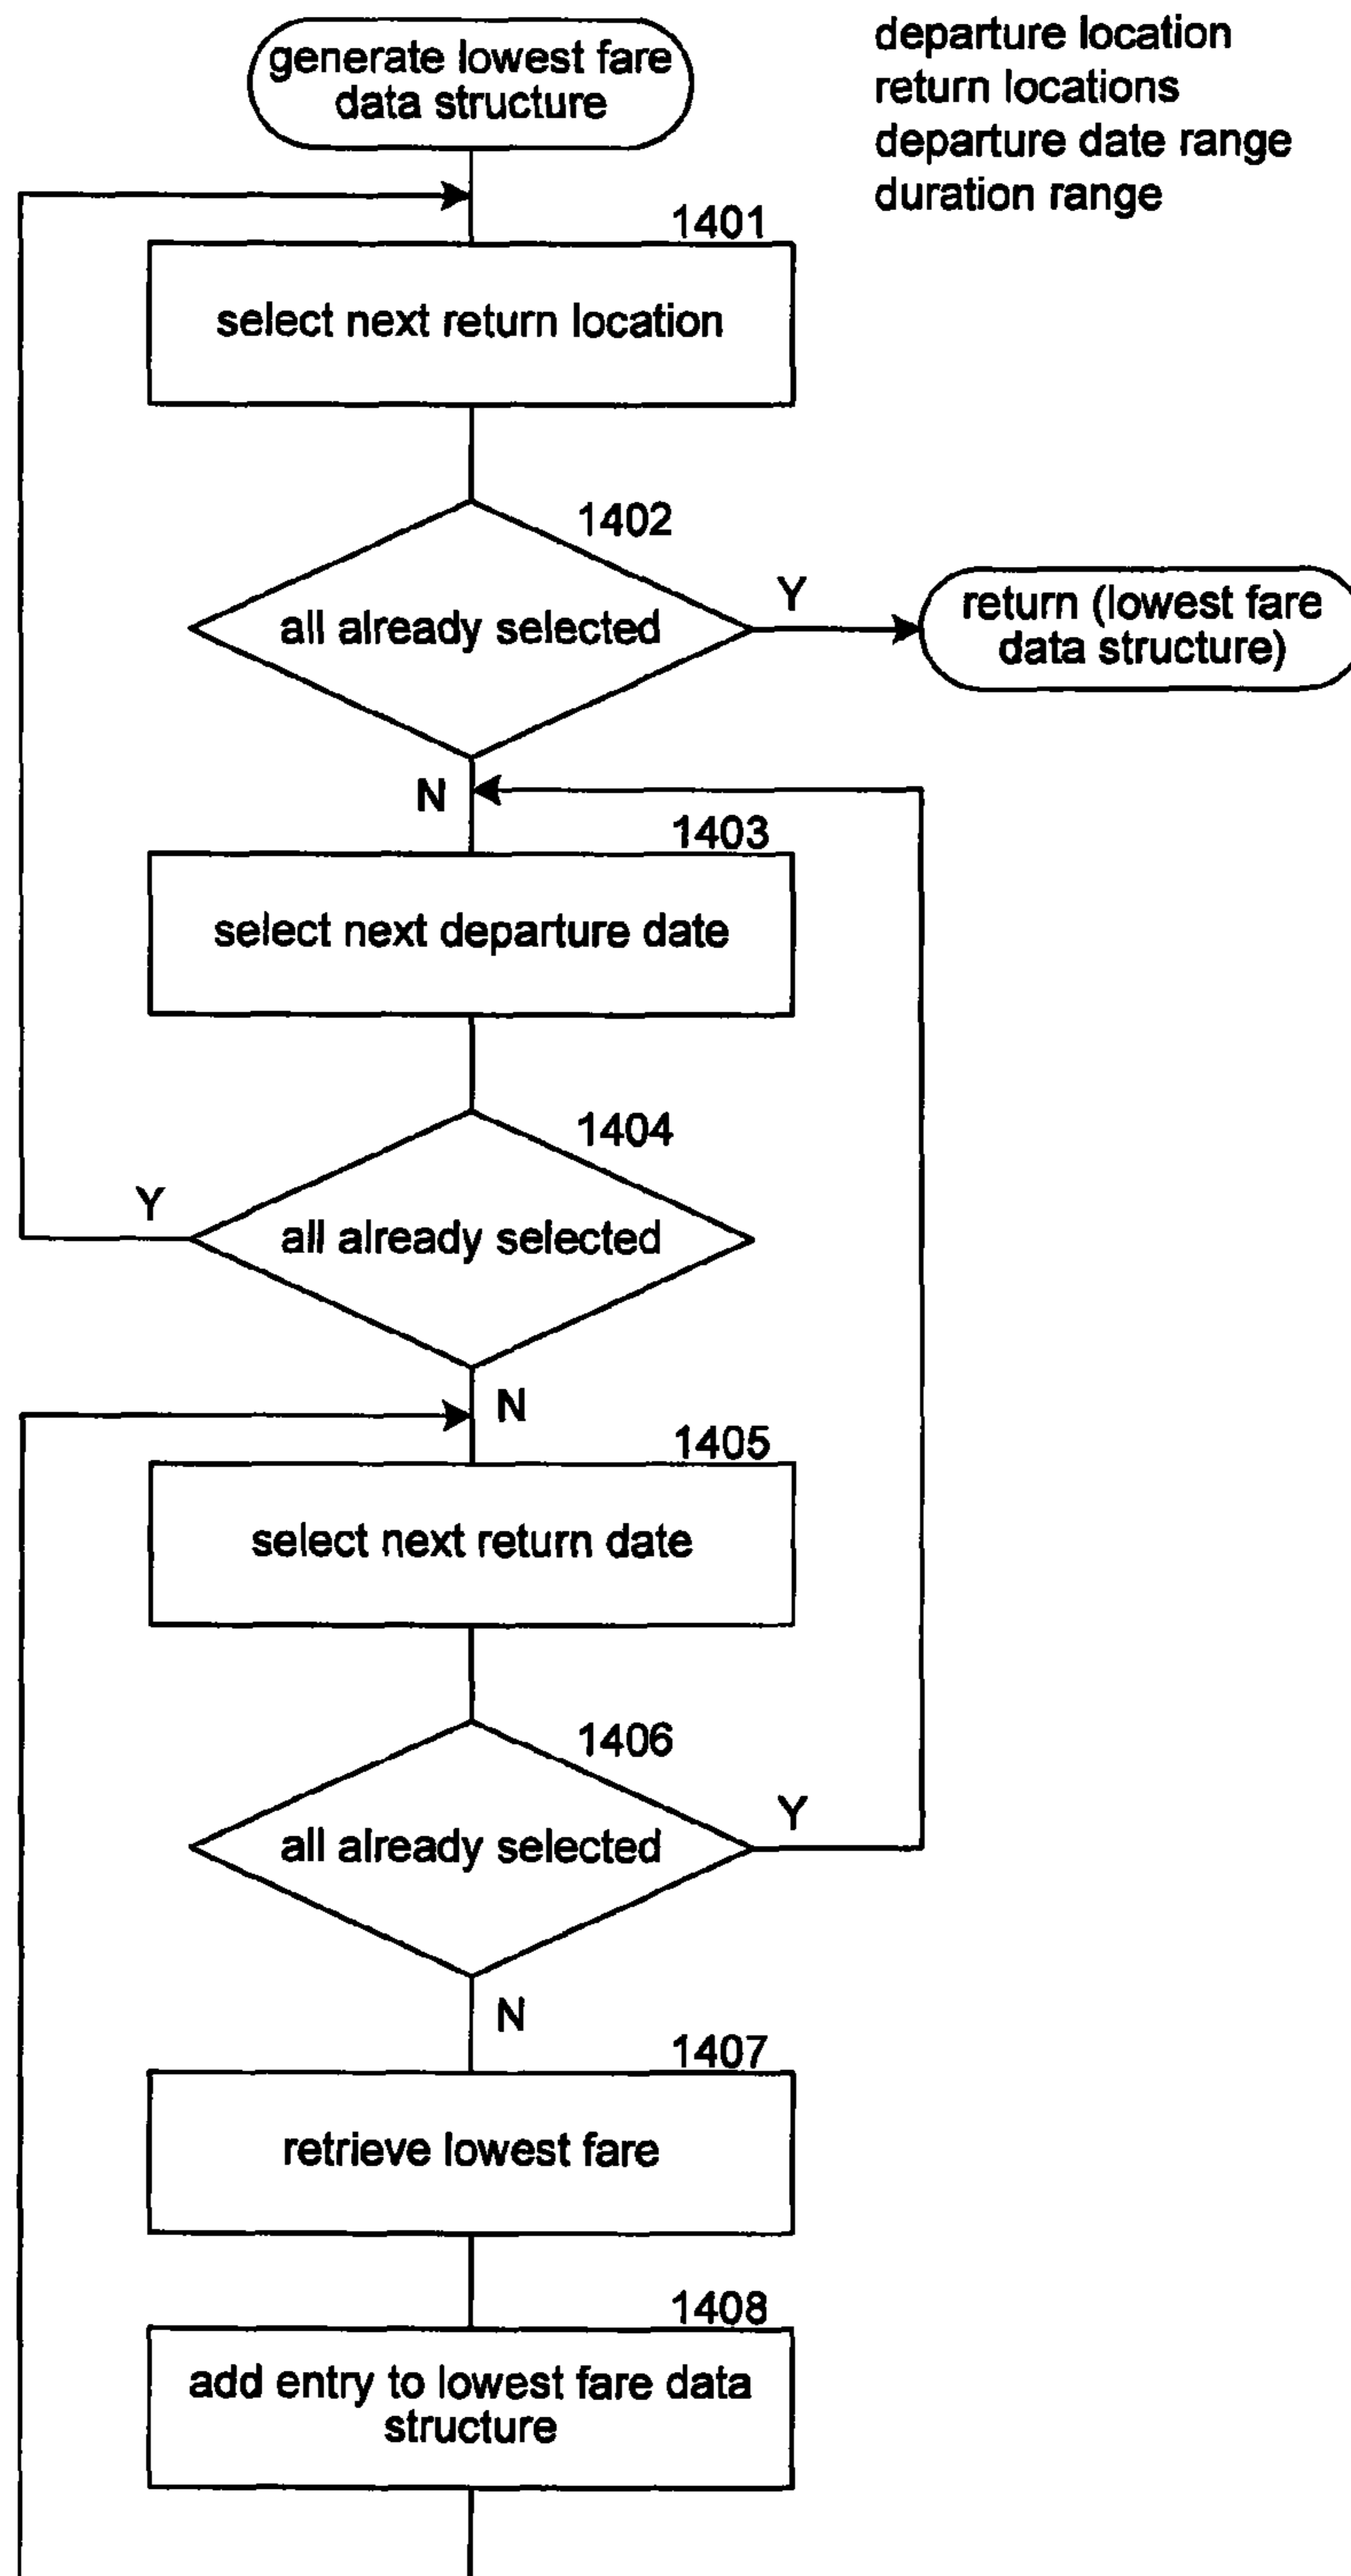 generate lowest fare
data structure
departure location
return locations
departure date range
duration range
1401
select next return location
1402
all already selected
Y
return (lowest fare
data structure)
N
1403
select next departure date
1404
Y
all already selected
N
1405
select next return date
1406
all already selected
Y
N
1407
retrieve lowest fare
1408
add entry to lowest fare data
structure